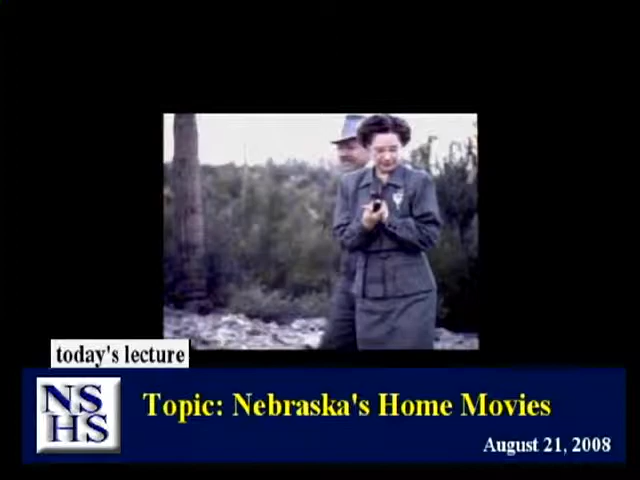 today's lecture
NS
HS
Topic: Nebraska's Home Movies
August 21, 2008